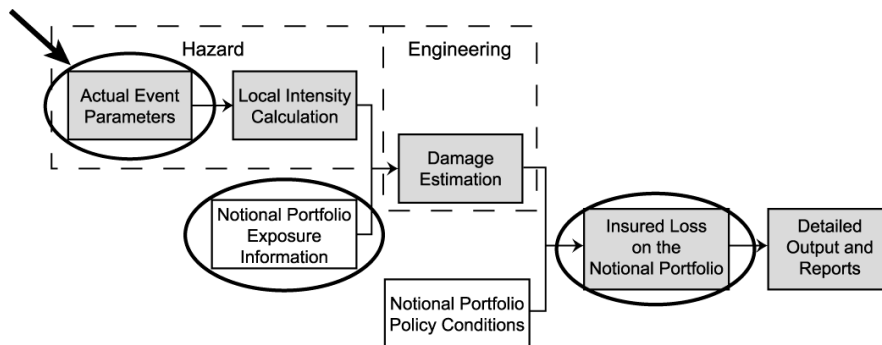 Hazard
Engineering
Actual Event
Parameters
Local Intensity
Calculation
Damage
Estimation
Notional Portfolio
Exposure
Information
Insured Loss
on the
Notional Portfolio
Detailed
Output and
Reports
Notional Portfolio
Policy Conditions